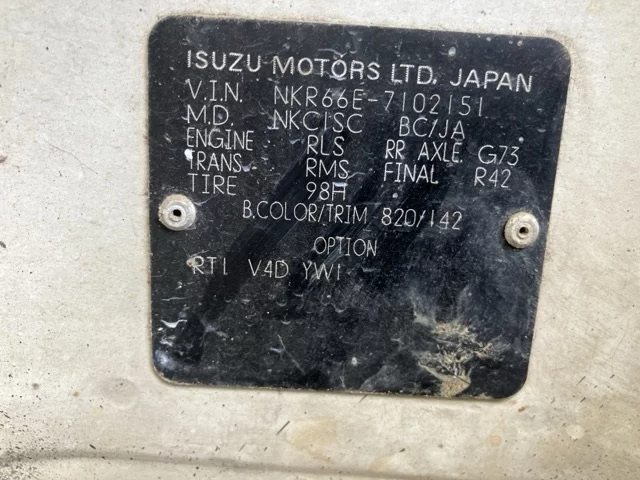 ISUZU MOTORS LTD. JAPAN
V.I.N. NKR66E-7102151
M.D. NKC1SC BC/JA
ENGINE RLS RR AXLE G73
TRANS. RMS FINAL R42
TIRE 98H
B.COLOR/TRIM 820/142
OPTION
RT1 V4D YW1